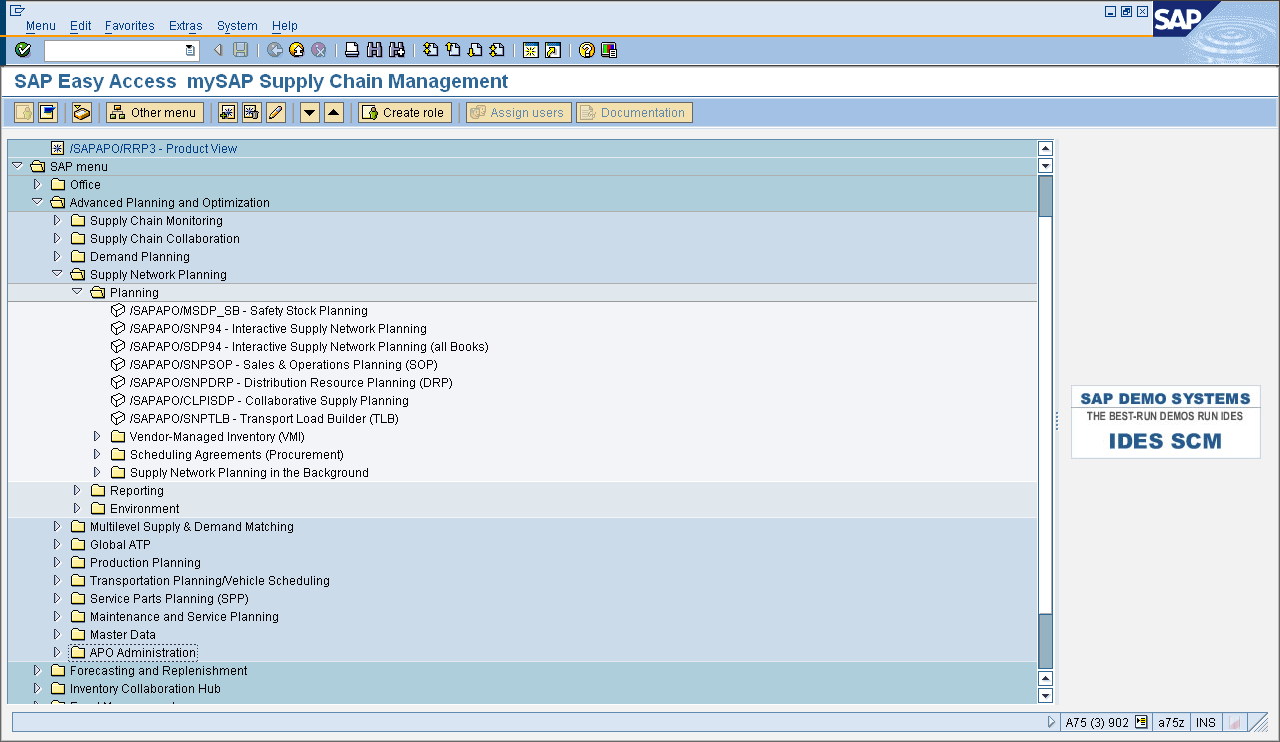 Menu Edit Favorites Extras System Help
SAP
SAP Easy Access mySAP Supply Chain Management
Other menu Create role Assign users Documentation
/SAPAPO/RRP3 - Product View
SAP menu
Office
Advanced Planning and Optimization
Supply Chain Monitoring
Supply Chain Collaboration
Demand Planning
Supply Network Planning
Planning
/SAPAPO/MSDP_SB - Safety Stock Planning
/SAPAPO/SNP94 - Interactive Supply Network Planning
/SAPAPO/SDP94 - Interactive Supply Network Planning (all Books)
/SAPAPO/SNPSOP - Sales & Operations Planning (SOP)
/SAPAPO/SNPDRP - Distribution Resource Planning (DRP)
/SAPAPO/CLPISDP - Collaborative Supply Planning
/SAPAPO/SNPTLB - Transport Load Builder (TLB)
Vendor-Managed Inventory (VMI)
Scheduling Agreements (Procurement)
Supply Network Planning in the Background
Reporting
Environment
Multilevel Supply & Demand Matching
Global ATP
Production Planning
Transportation Planning/Vehicle Scheduling
Service Parts Planning (SPP)
Maintenance and Service Planning
Master Data
APO Administration
Forecasting and Replenishment
Inventory Collaboration Hub
SAP DEMO SYSTEMS
THE BEST-RUN DEMOS RUN IDES
IDES SCM
A75 (3) 902 a75z INS